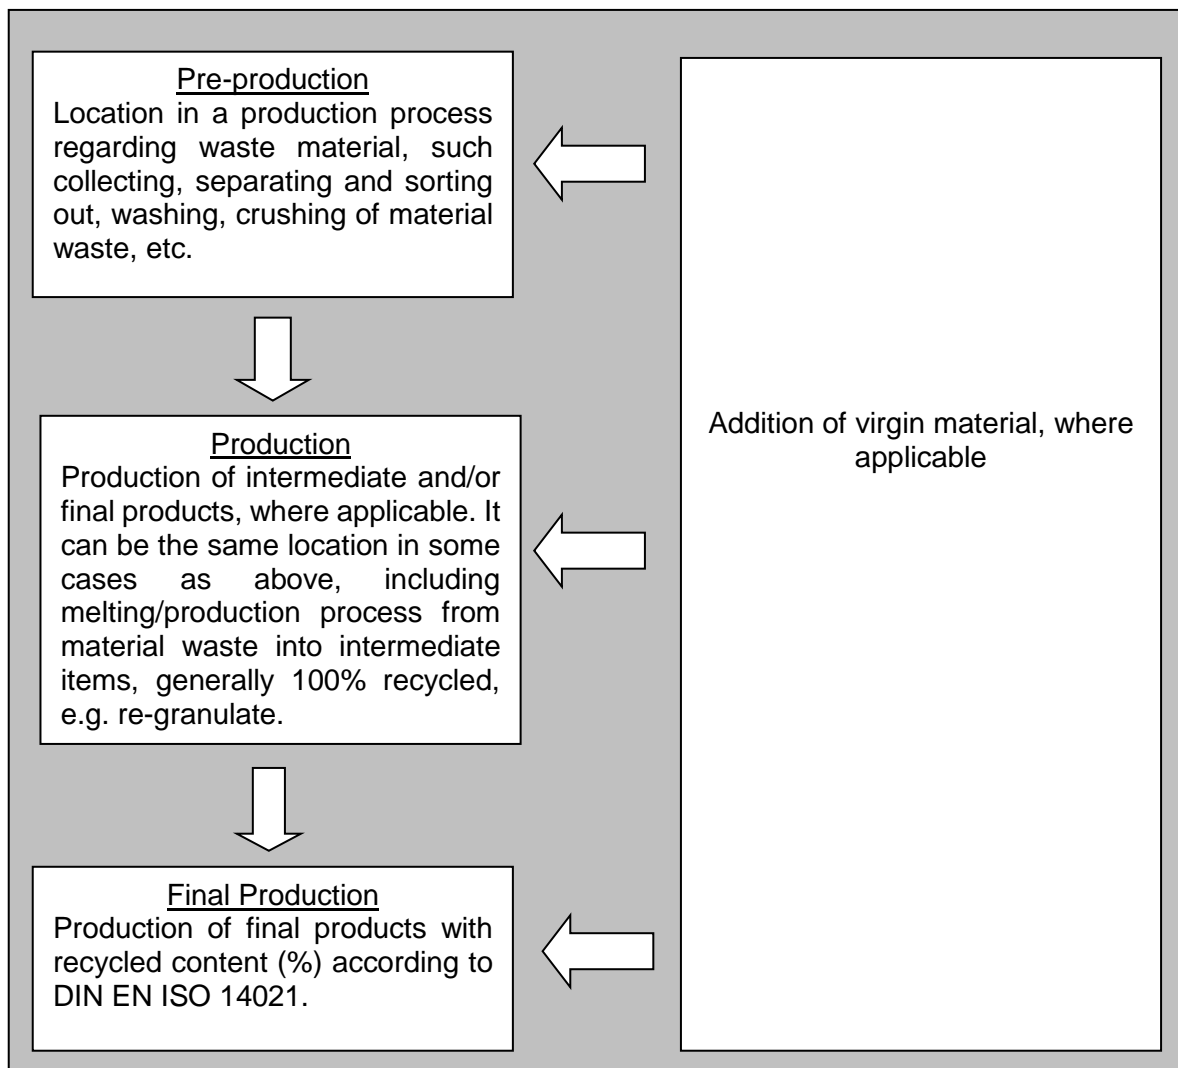 Pre-production
Location in a production process
regarding waste material, such
collecting, separating and sorting
out, washing, crushing of material
waste, etc.
Production
Production of intermediate and/or
final products, where applicable. It
can be the same location in some
cases as above, including
melting/production process from
material waste into intermediate
items, generally 100% recycled,
e.g. re-granulate.
Final Production
Production of final products with
recycled content (%) according to
DIN EN ISO 14021.
Addition of virgin material, where
applicable